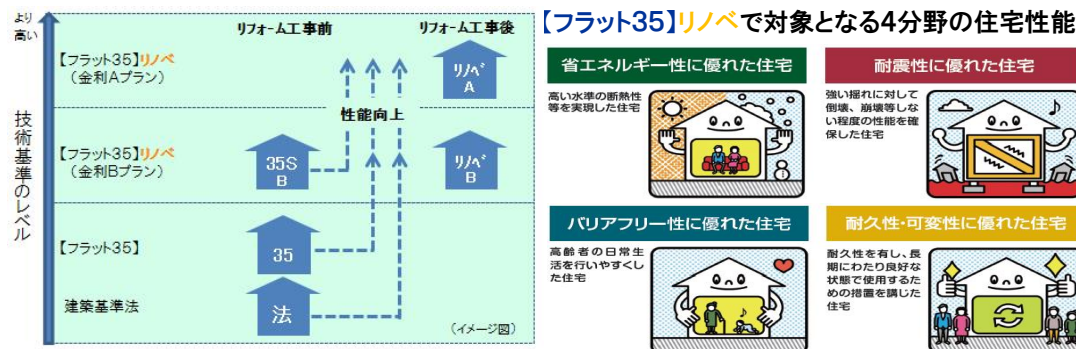 より
高い
技術基準のレベル
リフォーム工事前
リフォーム工事後
【フラット35】リノベ
（金利Aプラン）
リノベ
A
性能向上
【フラット35】リノベ
（金利Bプラン）
35S
B
リノベ
B
【フラット35】
35
建築基準法
法
（イメージ図）
【フラット35】リノベで対象となる4分野の住宅性能
省エネルギー性に優れた住宅
高い水準の断熱性
等を実現した住宅
耐震性に優れた住宅
強い揺れに対して
倒壊、崩壊等しな
い程度の性能を確
保した住宅
バリアフリー性に優れた住宅
高齢者の日常生
活を行いやすくし
た住宅
耐久性・可変性に優れた住宅
耐久性を有し、長
期にわたり良好な
状態で使用するた
めの措置を講じた
住宅